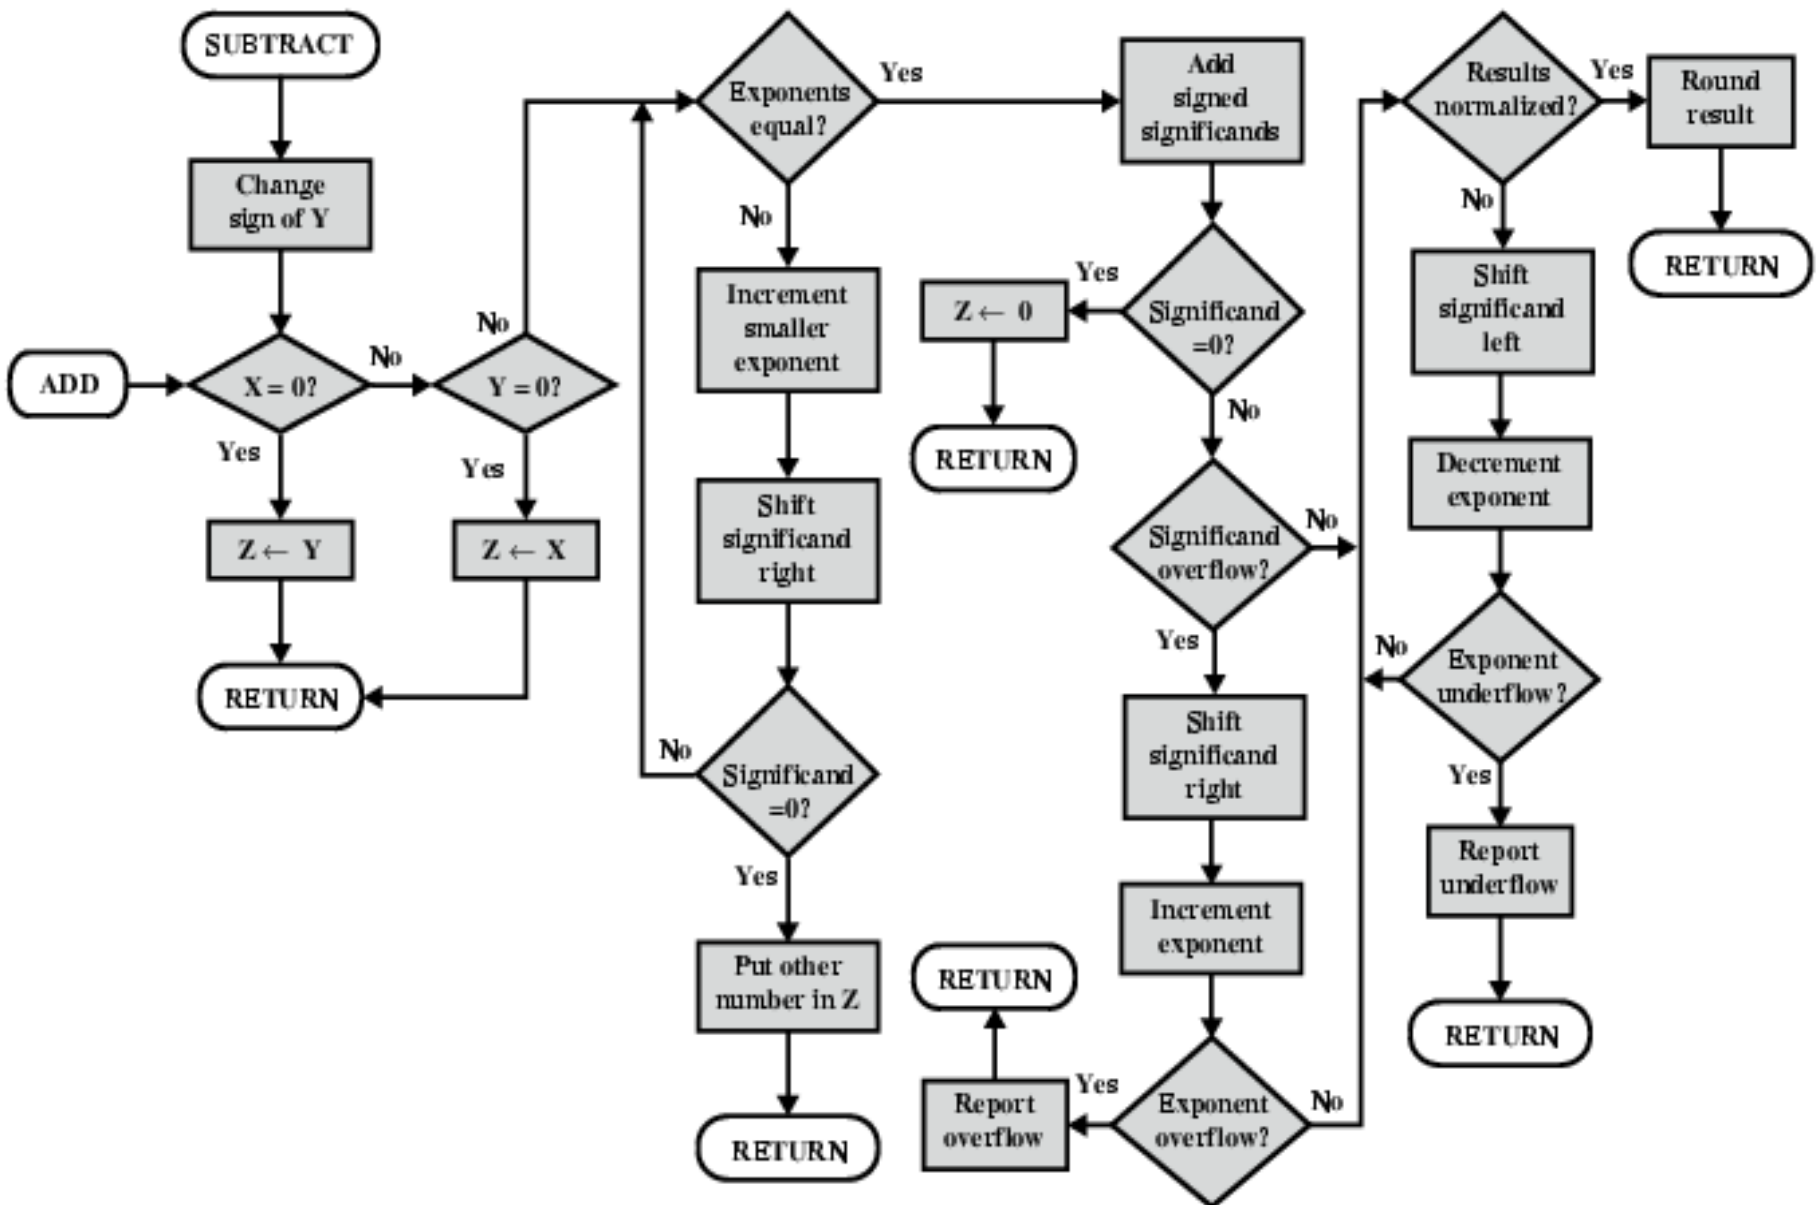 SUBTRACT
Change
sign of Y
ADD
X = 0?
No
Yes
Z ← Y
RETURN
Y = 0?
No
Yes
Z ← X
Exponents
equal?
Yes
No
Increment
smaller
exponent
Shift
significand
right
Significand
=0?
No
Yes
Put other
number in Z
RETURN
Add
signed
significands
Significand
=0?
Yes
Z ← 0
RETURN
No
Significand
overflow?
No
Yes
Shift
significand
right
Increment
exponent
Exponent
overflow?
Yes
Report
overflow
RETURN
No
Results
normalized?
Yes
Round
result
RETURN
No
Shift
significand
left
Decrement
exponent
Exponent
underflow?
No
Yes
Report
underflow
RETURN